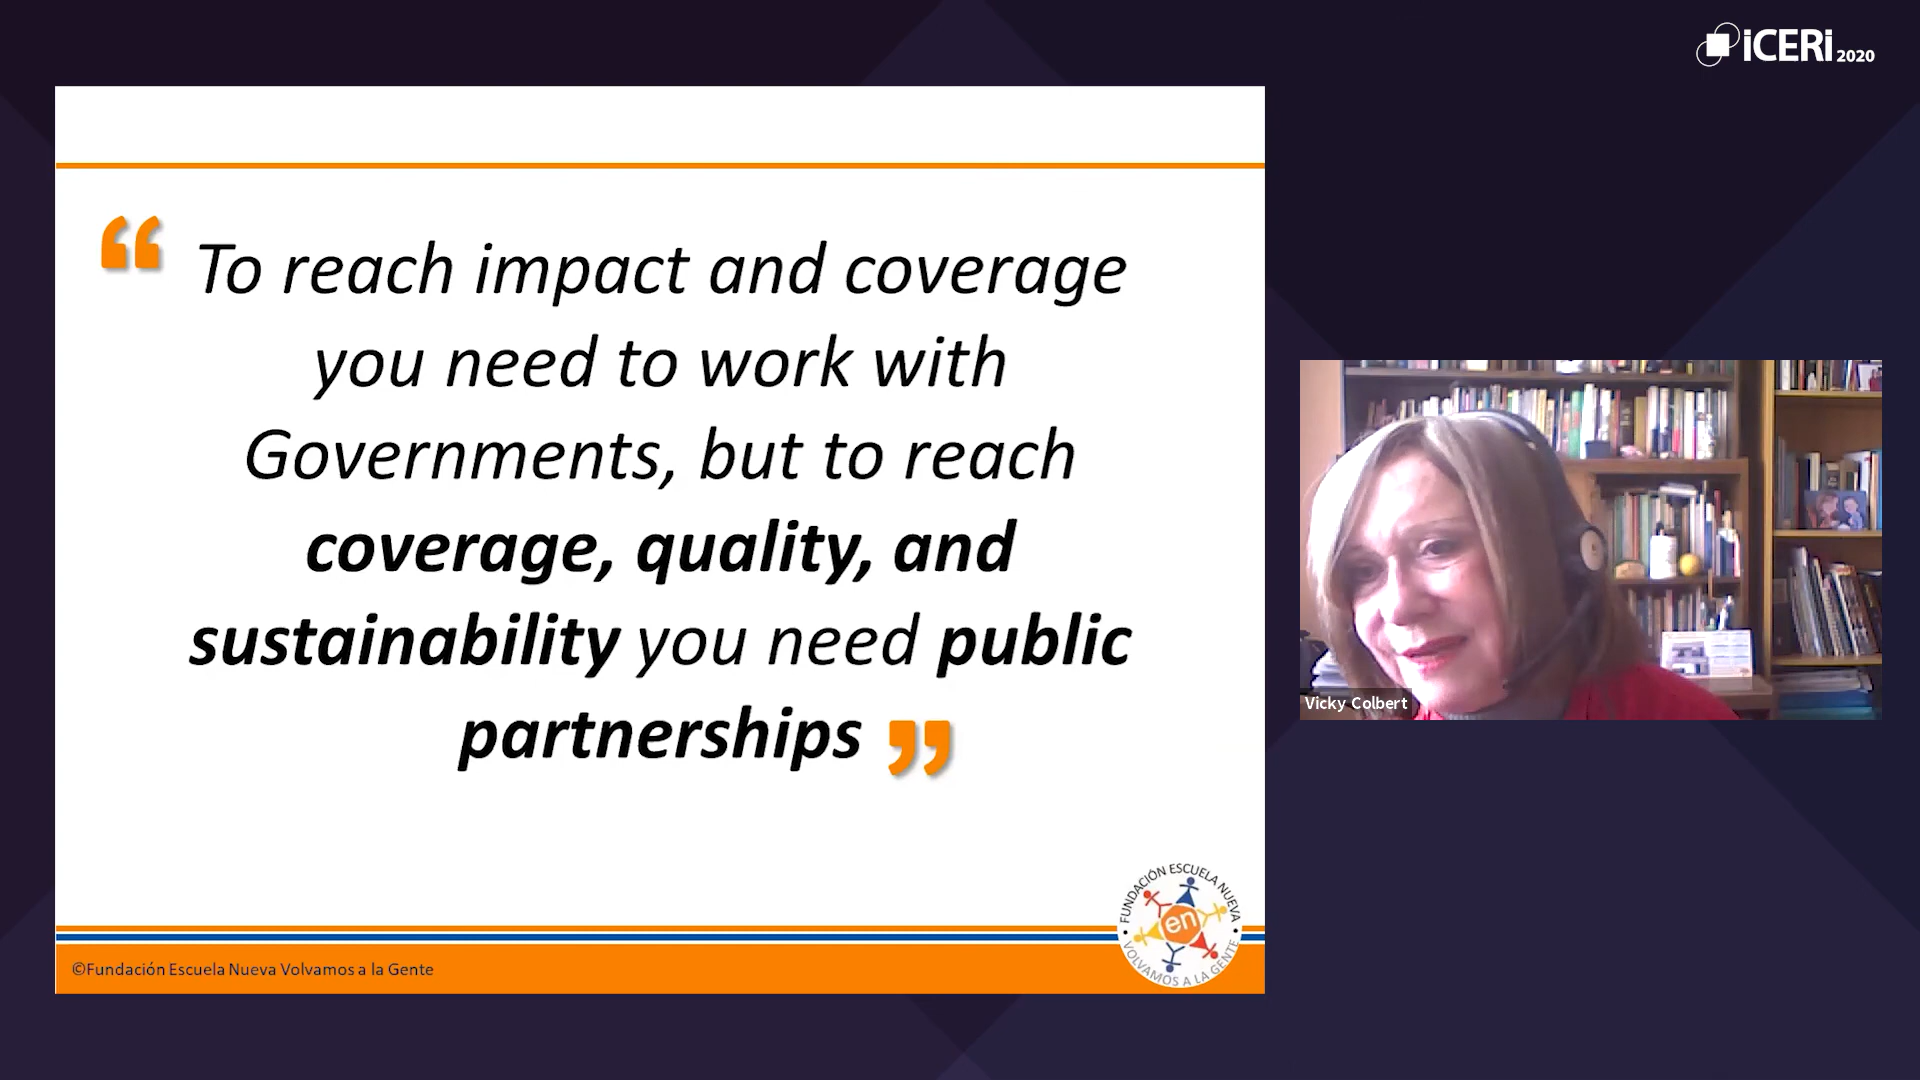 iCERi 2020
“ To reach impact and coverage
you need to work with
Governments, but to reach
coverage, quality, and
sustainability you need public
partnerships ”
Vicky Colbert
FUNDACIÓN ESCUELA NUEVA
en
VOLVAMOS A LA GENTE
©Fundación Escuela Nueva Volvamos a la Gente